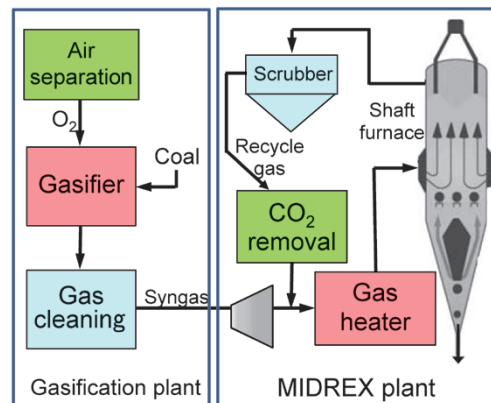 Air
separation
O2
Coal
Gasifier
Gas
cleaning
Syngas
Gasification plant
Scrubber
Recycle
gas
CO2
removal
Gas
heater
Shaft
furnace
MIDREX plant